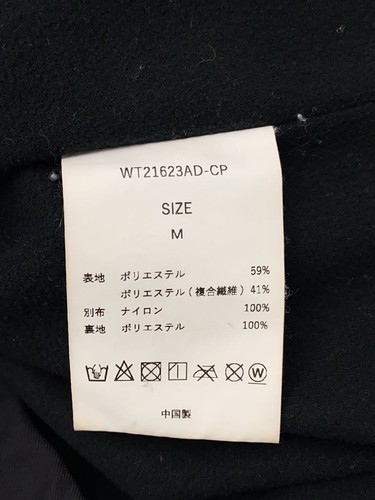 WT21623AD-CP
SIZE
M
表地 ポリエステル 59%
ポリエステル(複合繊維) 41%
別布 ナイロン 100%
裏地 ポリエステル 100%
W
中国製